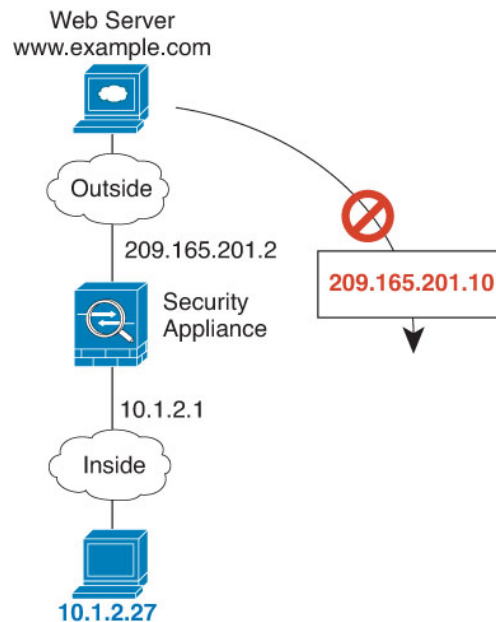 Web Server
www.example.com
Outside
209.165.201.2
209.165.201.10
Security
Appliance
10.1.2.1
Inside
10.1.2.27